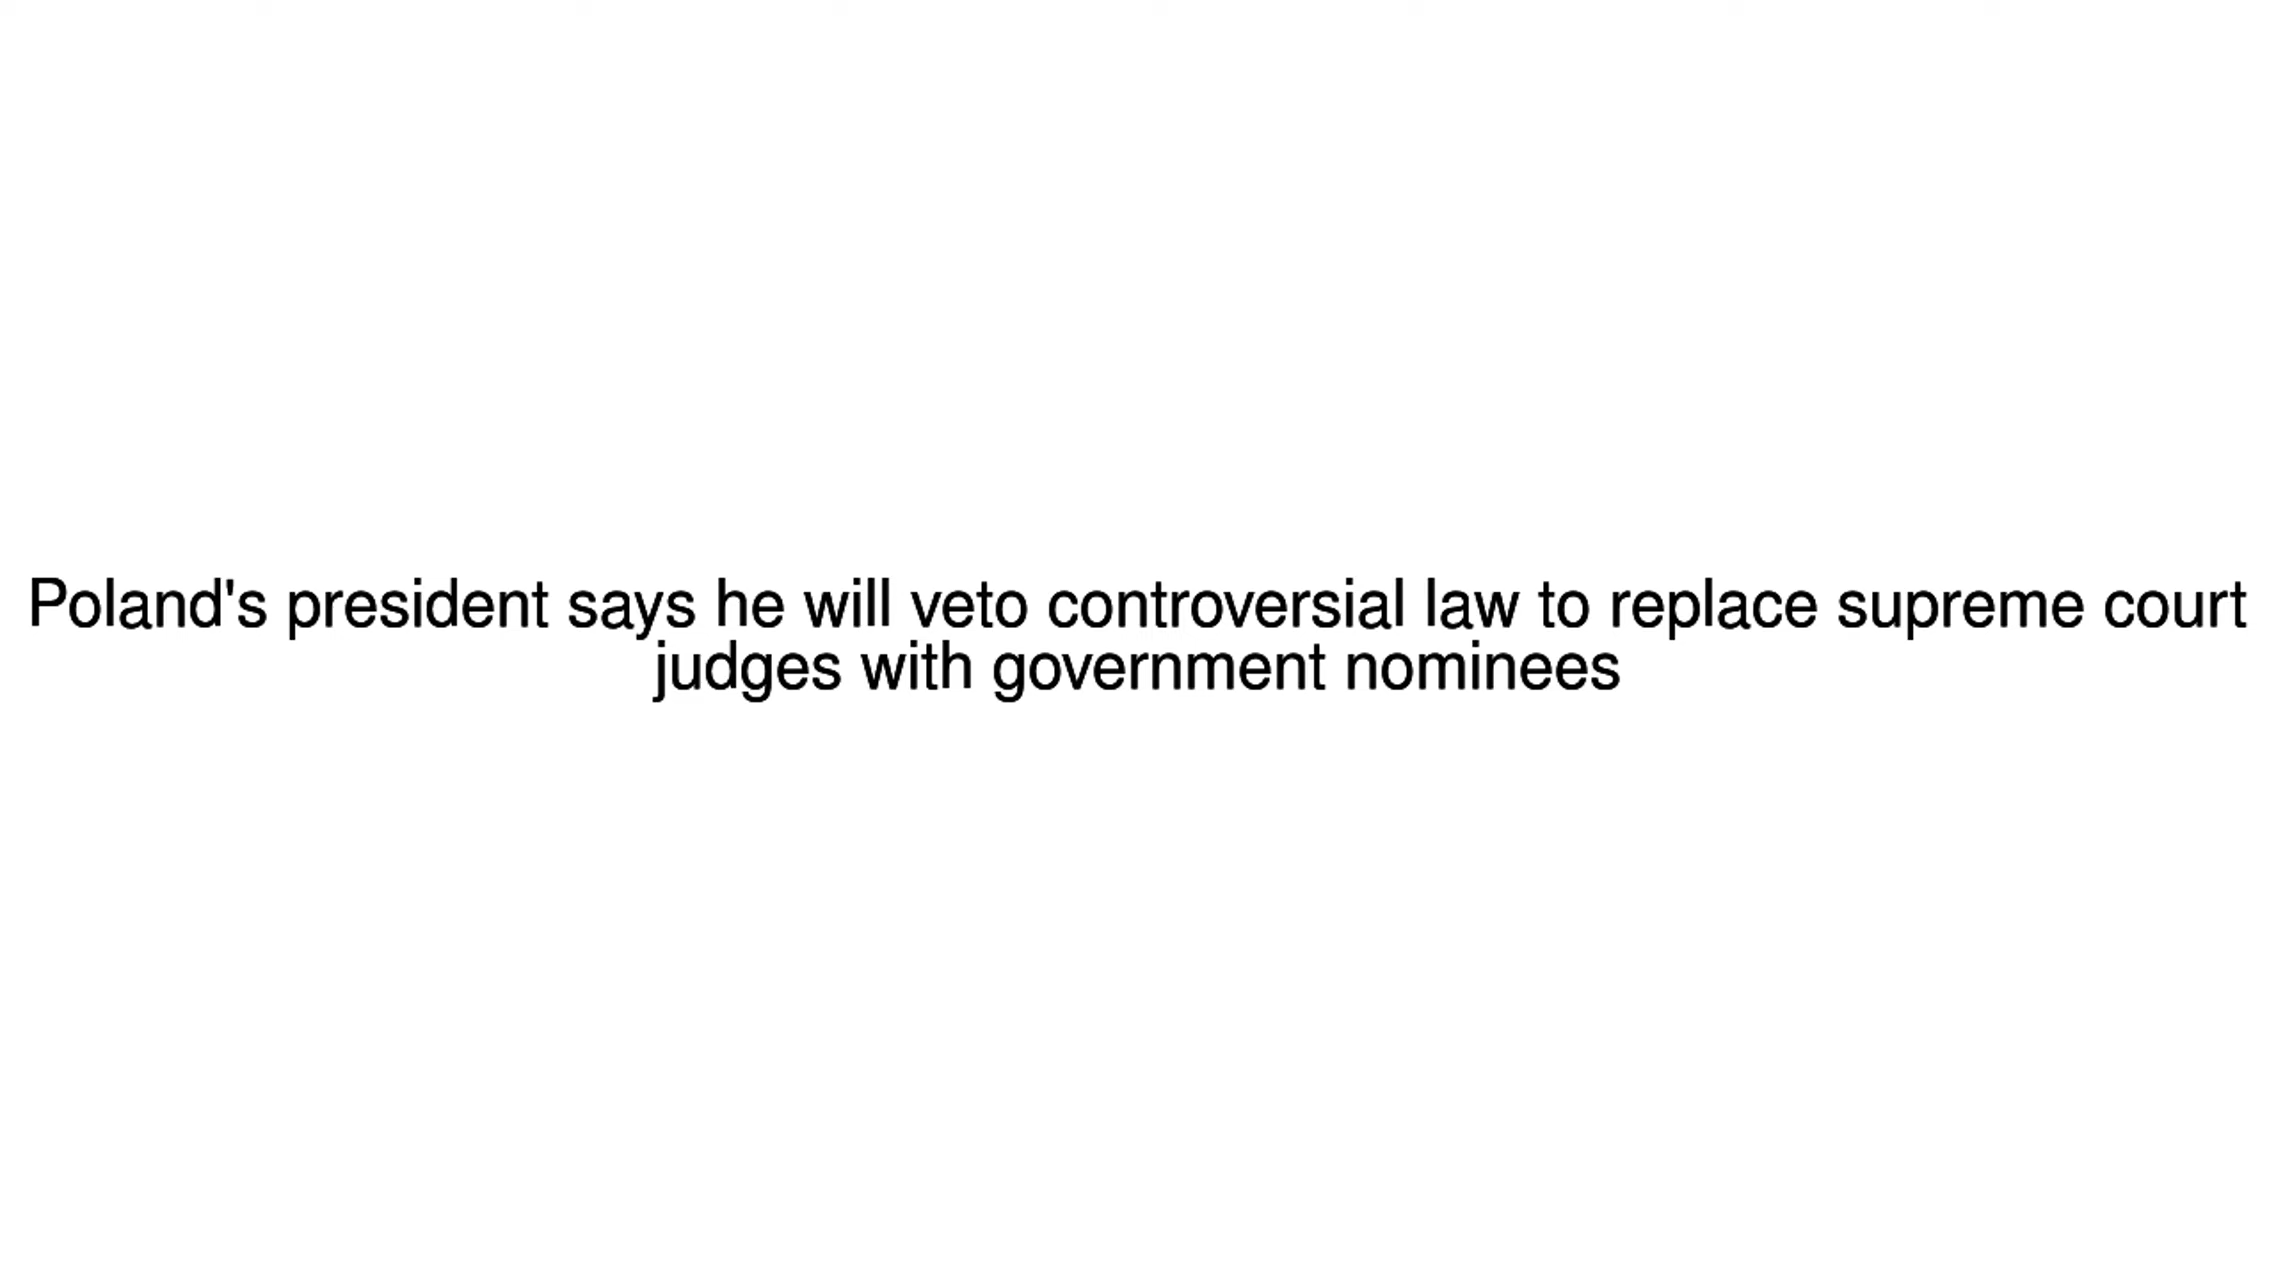 Poland's president says he will veto controversial law to replace supreme court
judges with government nominees